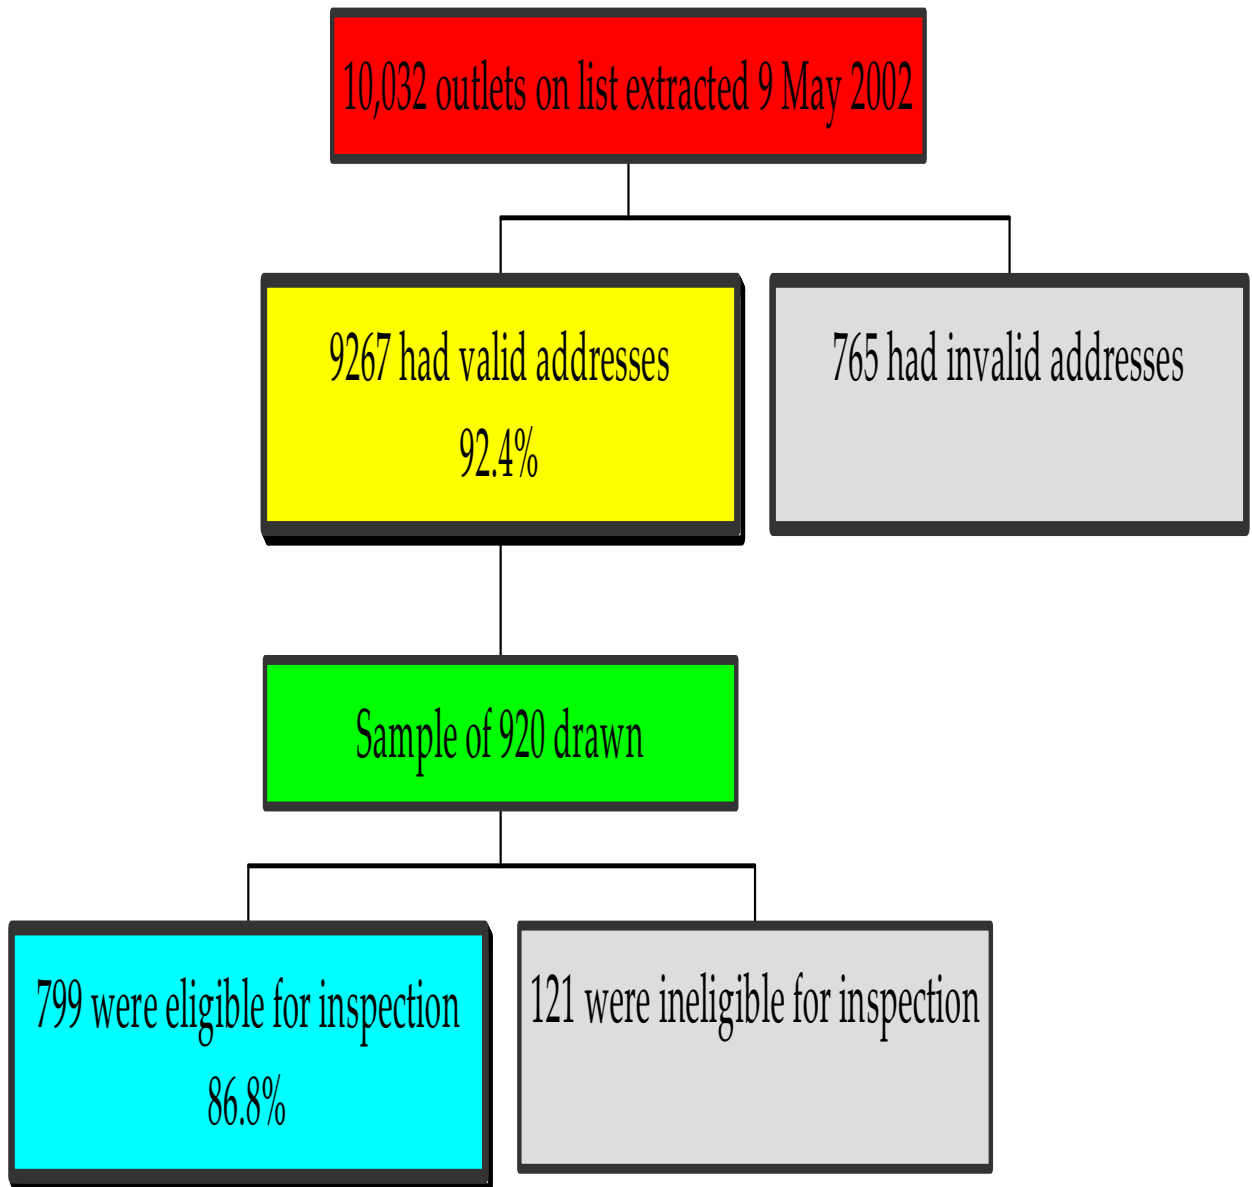 10,032 outlets on list extracted 9 May 2002
9267 had valid addresses
92.4%
765 had invalid addresses
Sample of 920 drawn
799 were eligible for inspection
86.8%
121 were ineligible for inspection